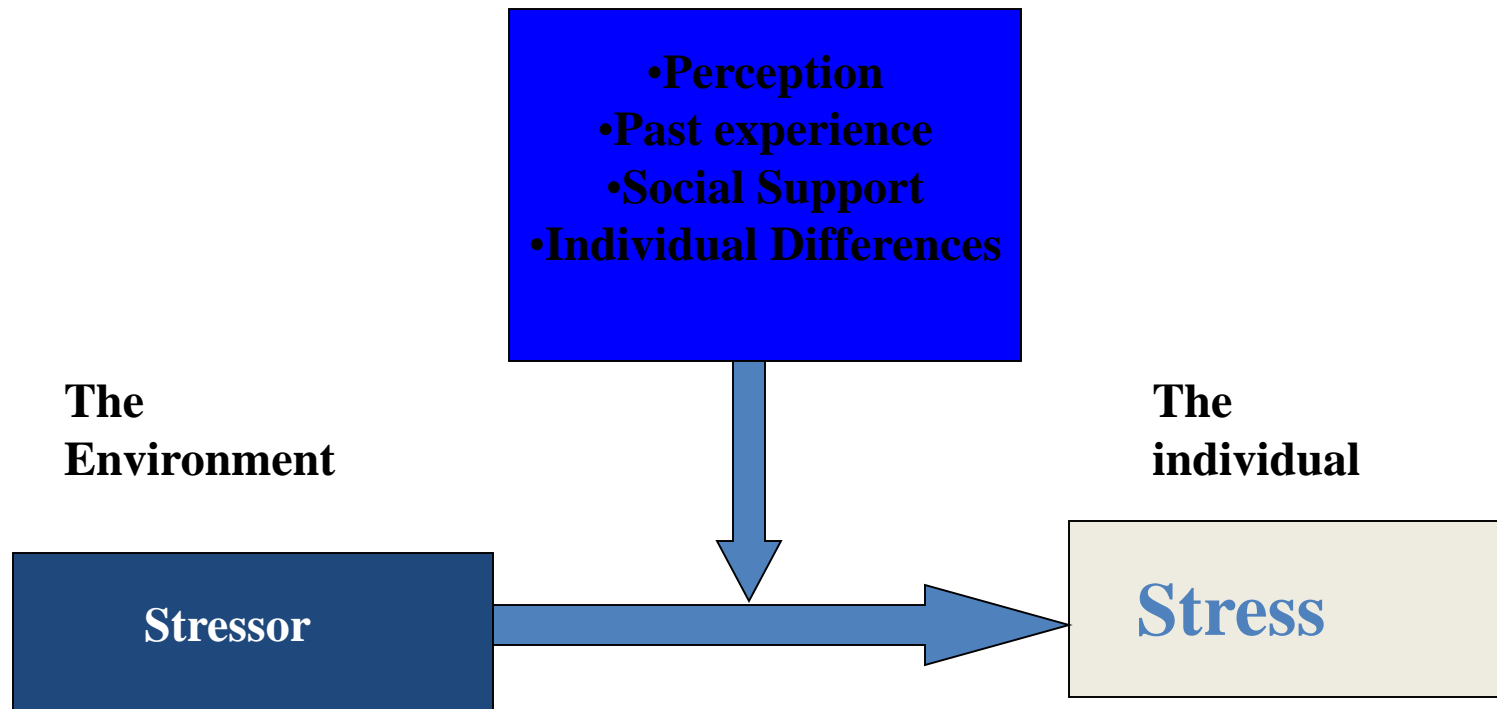 •Perception
•Past experience
•Social Support
•Individual Differences
The
Environment
The
individual
Stressor
Stress